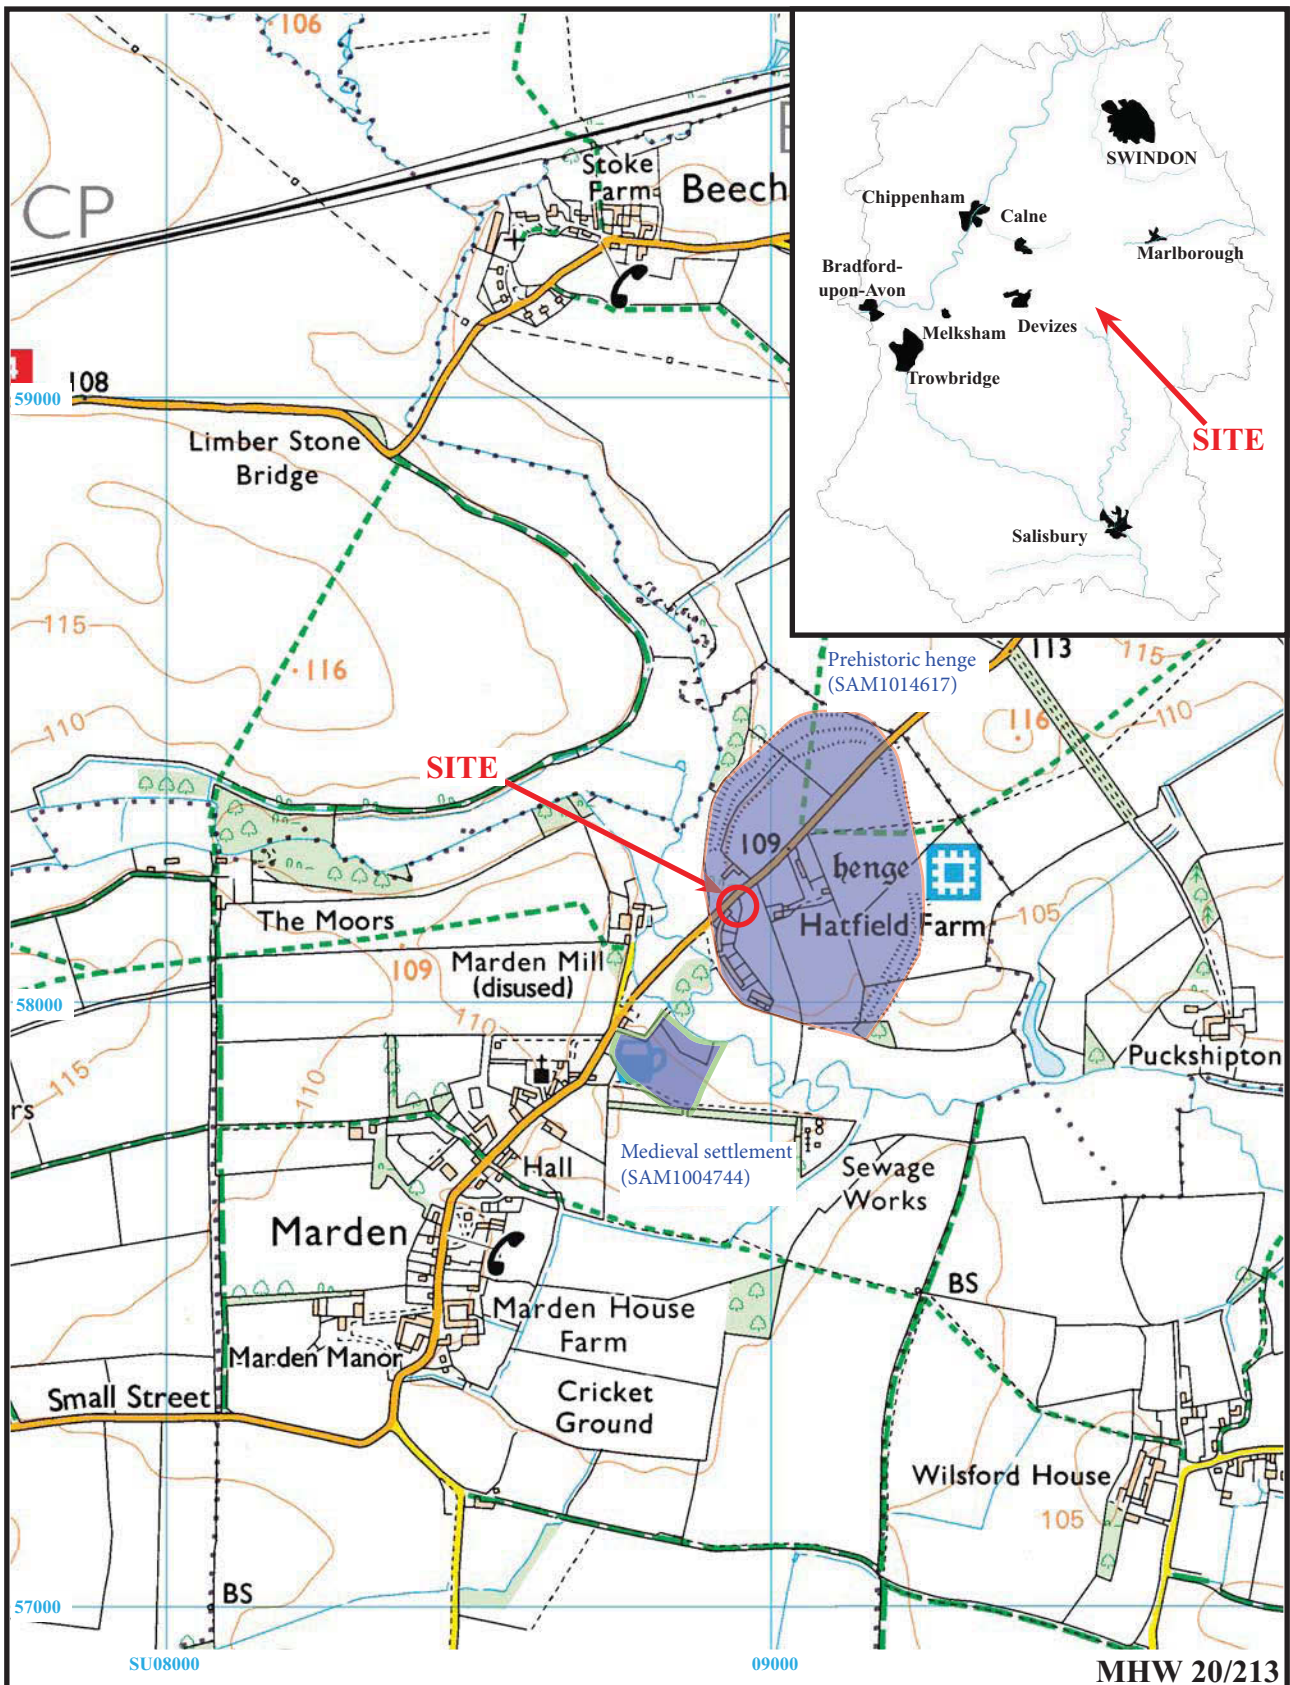 106
CP
Stoke
Farm
Beech
SWINDON
Chippenham
Calne
Marlborough
Bradford-
upon-Avon
Melksham
Devizes
Trowbridge
SITE
Salisbury
108
59000
Limber Stone
Bridge
115
116
110
Prehistoric henge
(SAM1014617)
113
115
116
110
SITE
109
henge
Hatfield Farm
105
The Moors
109
Marden Mill
(disused)
58000
110
115
110
Puckshipton
rs
Medieval settlement
(SAM1004744)
Hall
Sewage
Works
Marden
BS
Marden House
Farm
Marden Manor
Small Street
Cricket
Ground
Wilsford House
105
BS
57000
SU08000
09000
MHW 20/213